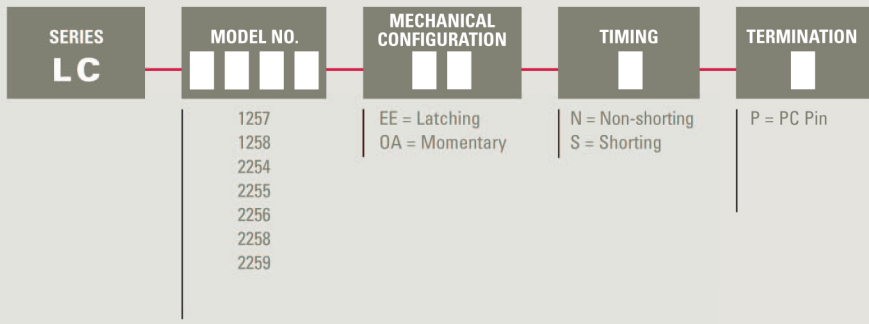 SERIES
LC
MODEL NO.
1257
1258
2254
2255
2256
2258
2259
MECHANICAL
CONFIGURATION
EE = Latching
OA = Momentary
TIMING
N = Non-shorting
S = Shorting
TERMINATION
P = PC Pin